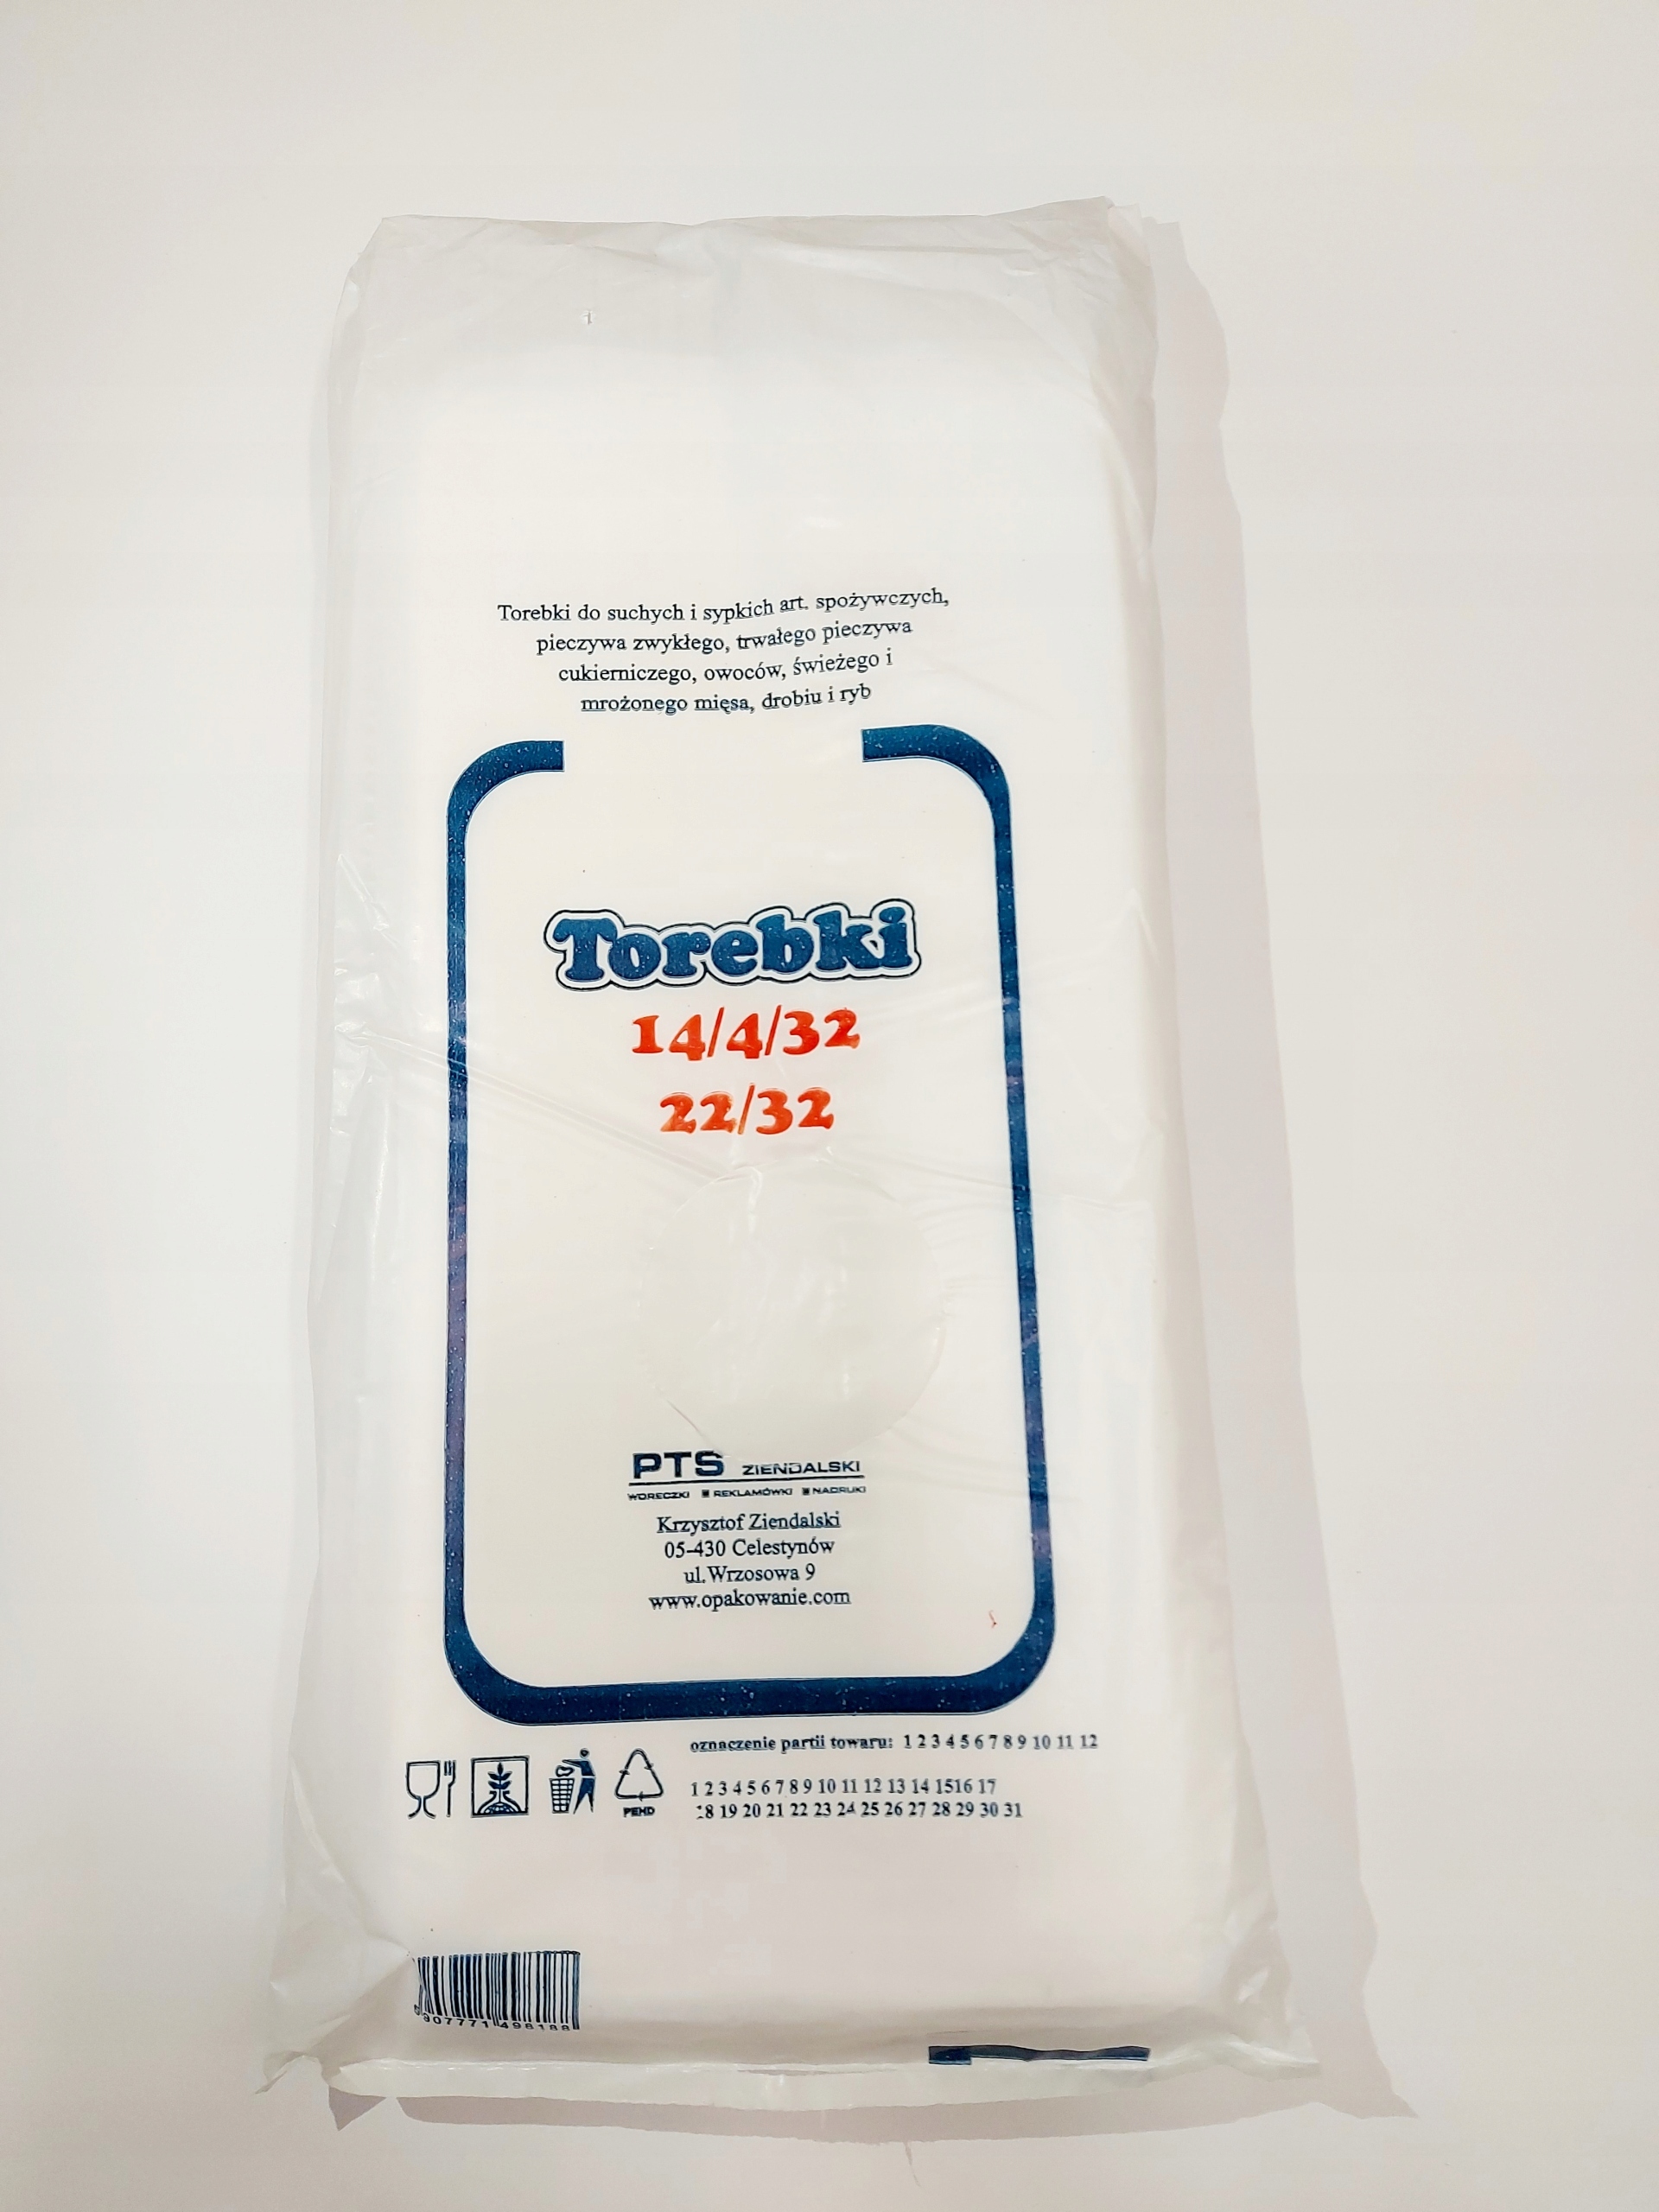 Torebki do suchych i sypkich art. spożywczych,
pieczywa zwykłego, trwałego pieczywa
cukierniczego, owoców, świeżego i
mrożonego mięsa, drobiu i ryb
Torebki
14/4/32
22/32
PTS ZIENDALSKI
WORECZKI REKLAMÓWKI NADRUKI
Krzysztof Ziendalski
05-430 Celestynów
ul. Wrzosowa 9
www.opakowanie.com
oznaczenie partii towaru: 1 2 3 4 5 6 7 8 9 10 11 12
1 2 3 4 5 6 7 8 9 10 11 12 13 14 15 16 17
18 19 20 21 22 23 24 25 26 27 28 29 30 31
PEHD
5 907771 498188